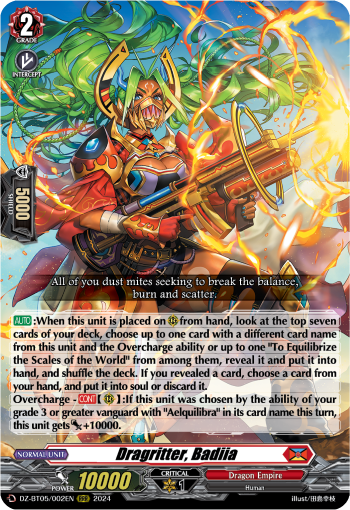 2
GRADE
INTERCEPT
5000
SHIELD
All of you dust mites seeking to break the balance,
burn and scatter.
AUTO:When this unit is placed on from hand, look at the top seven
cards of your deck, choose up to one card with a different card name
from this unit and the Overcharge ability or up to one "To Equilibrize
the Scales of the World" from among them, reveal it and put it into
hand, and shuffle the deck. If you revealed a card, choose a card from
your hand, and put it into soul or discard it.
Overcharge - CONT【 】:If this unit was chosen by the ability of your
grade 3 or greater vanguard with "Aelquilibra" in its card name this turn,
this unit gets +10000.
NORMAL UNIT
Dragritter, Badiia
POWER
10000
CRITICAL
1
Dragon Empire
Human
DZ-BT05/002EN RRR 2024
illust/田島幸枝